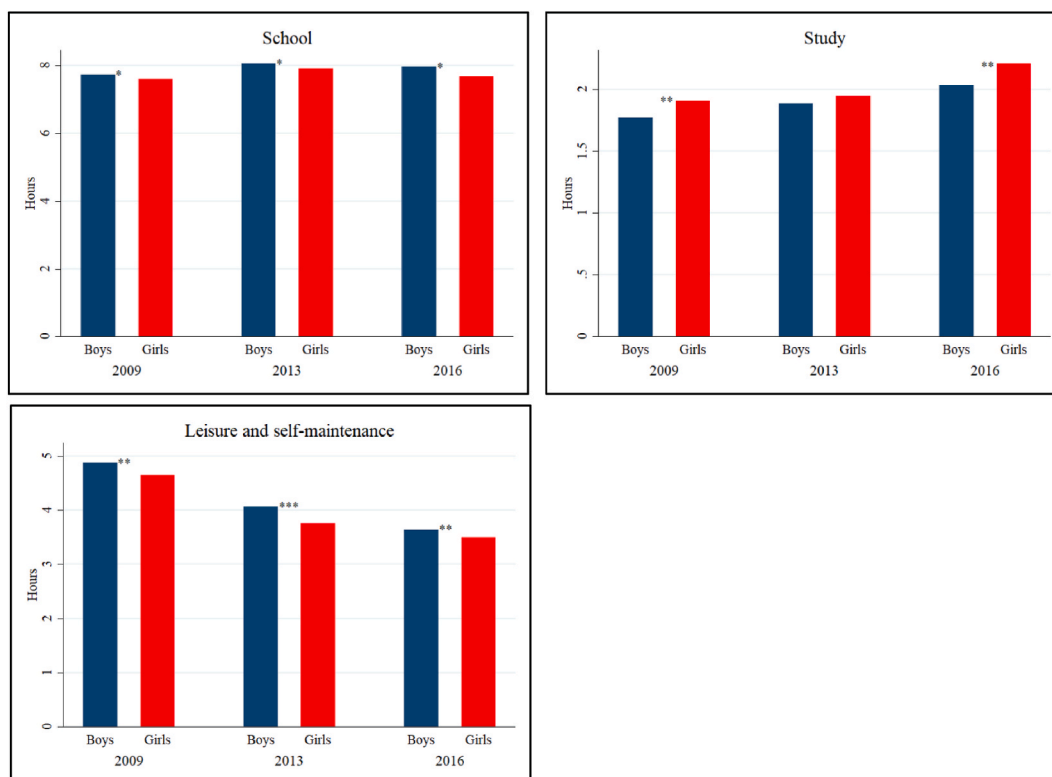 School
8
6
4
2
0
Hours
*
*
*
Boys Girls Boys Girls Boys Girls
2009 2013 2016
Study
2
1.5
1
.5
0
Hours
**
**
Boys Girls Boys Girls Boys Girls
2009 2013 2016
Leisure and self-maintenance
5
4
3
2
1
0
Hours
**
***
**
Boys Girls Boys Girls Boys Girls
2009 2013 2016